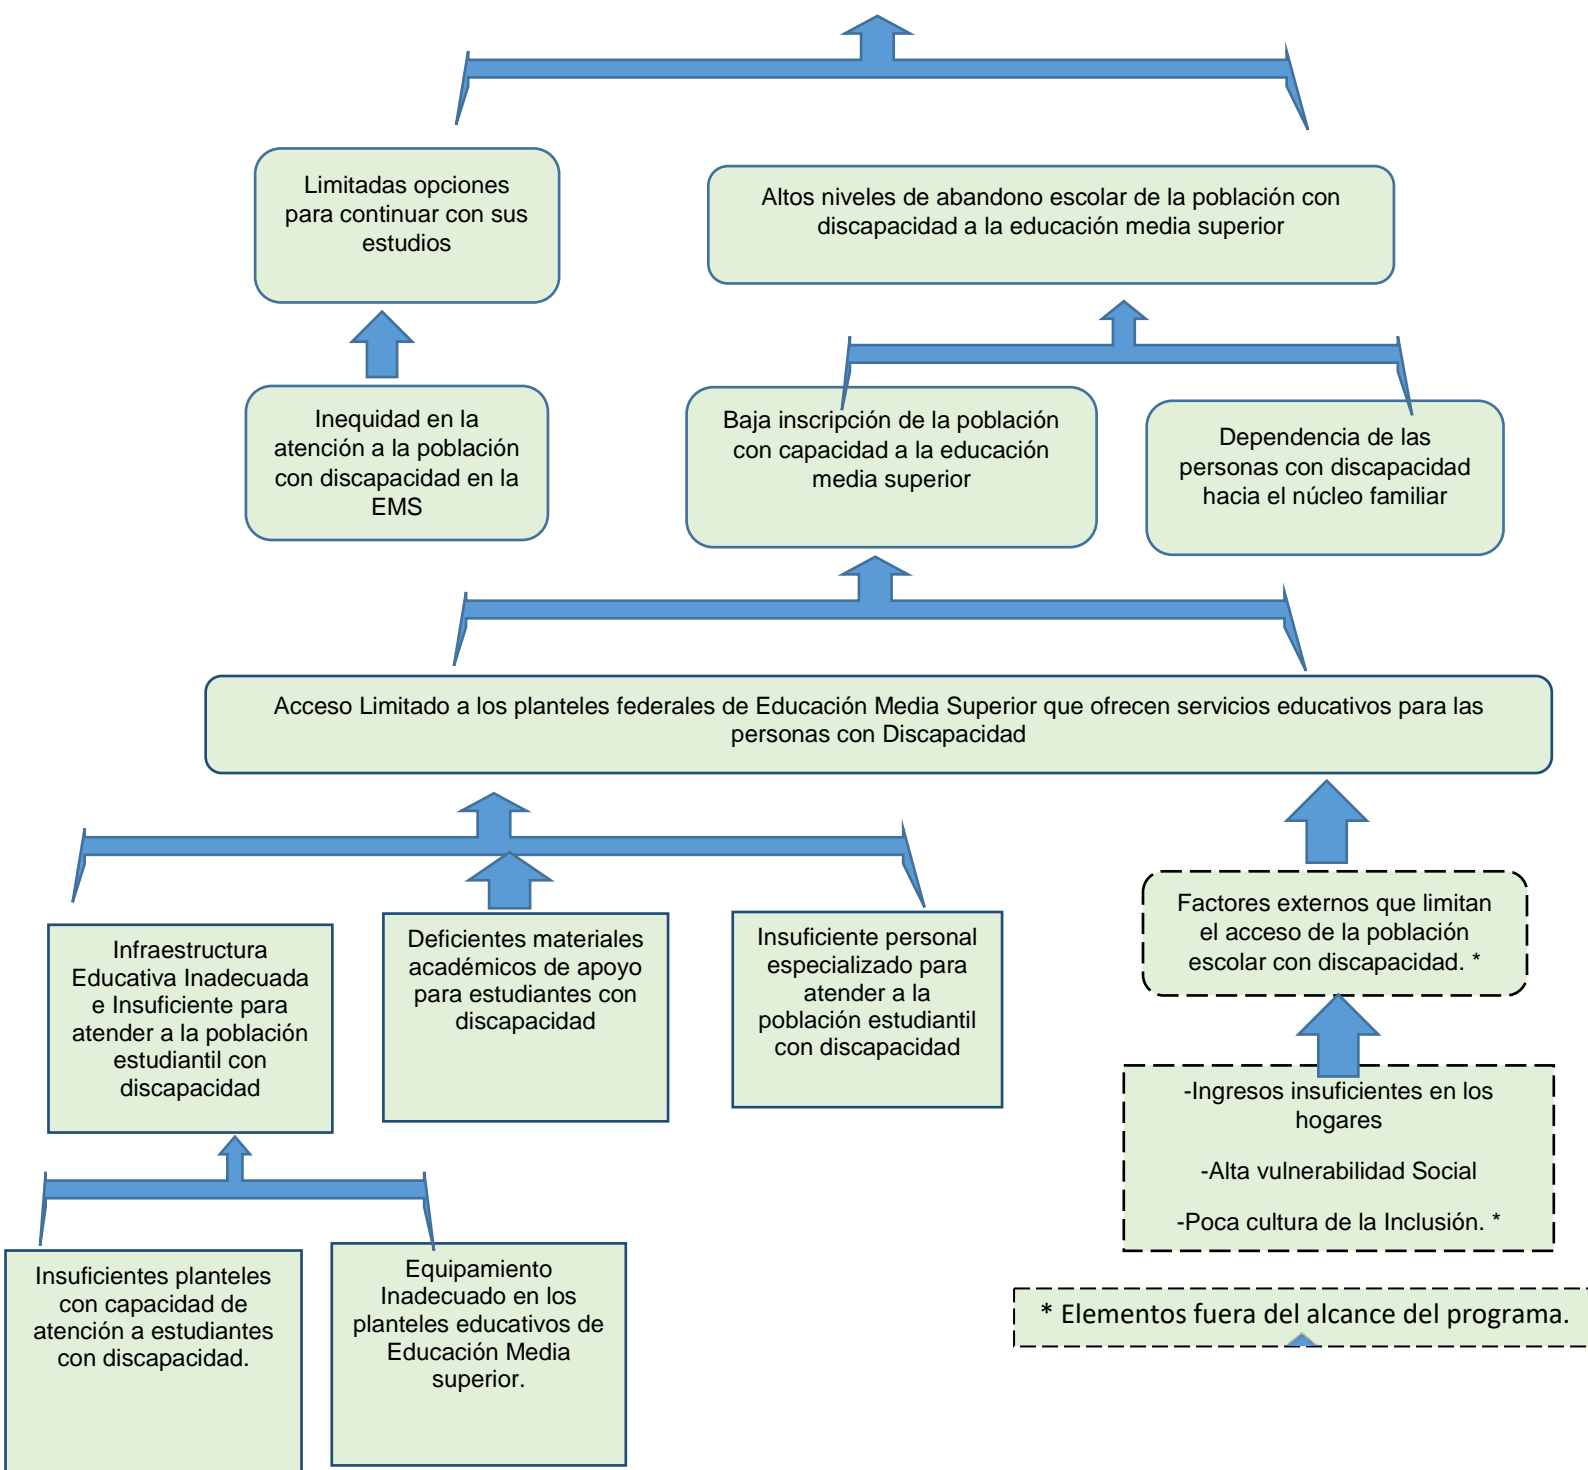 Limitadas opciones
para continuar con sus
estudios
Altos niveles de abandono escolar de la población con
discapacidad a la educación media superior
Inequidad en la
atención a la población
con discapacidad en la
EMS
Baja inscripción de la población
con capacidad a la educación
media superior
Dependencia de las
personas con discapacidad
hacia el núcleo familiar
Acceso Limitado a los planteles federales de Educación Media Superior que ofrecen servicios educativos para las
personas con Discapacidad
Infraestructura
Educativa Inadecuada
e Insuficiente para
atender a la población
estudiantil con
discapacidad
Deficientes materiales
académicos de apoyo
para estudiantes con
discapacidad
Insuficiente personal
especializado para
atender a la
población estudiantil
con discapacidad
Factores externos que limitan
el acceso de la población
escolar con discapacidad. *
-Ingresos insuficientes en los
hogares
-Alta vulnerabilidad Social
-Poca cultura de la Inclusión. *
Insuficientes planteles
con capacidad de
atención a estudiantes
con discapacidad.
Equipamiento
Inadecuado en los
planteles educativos de
Educación Media
superior.
* Elementos fuera del alcance del programa.